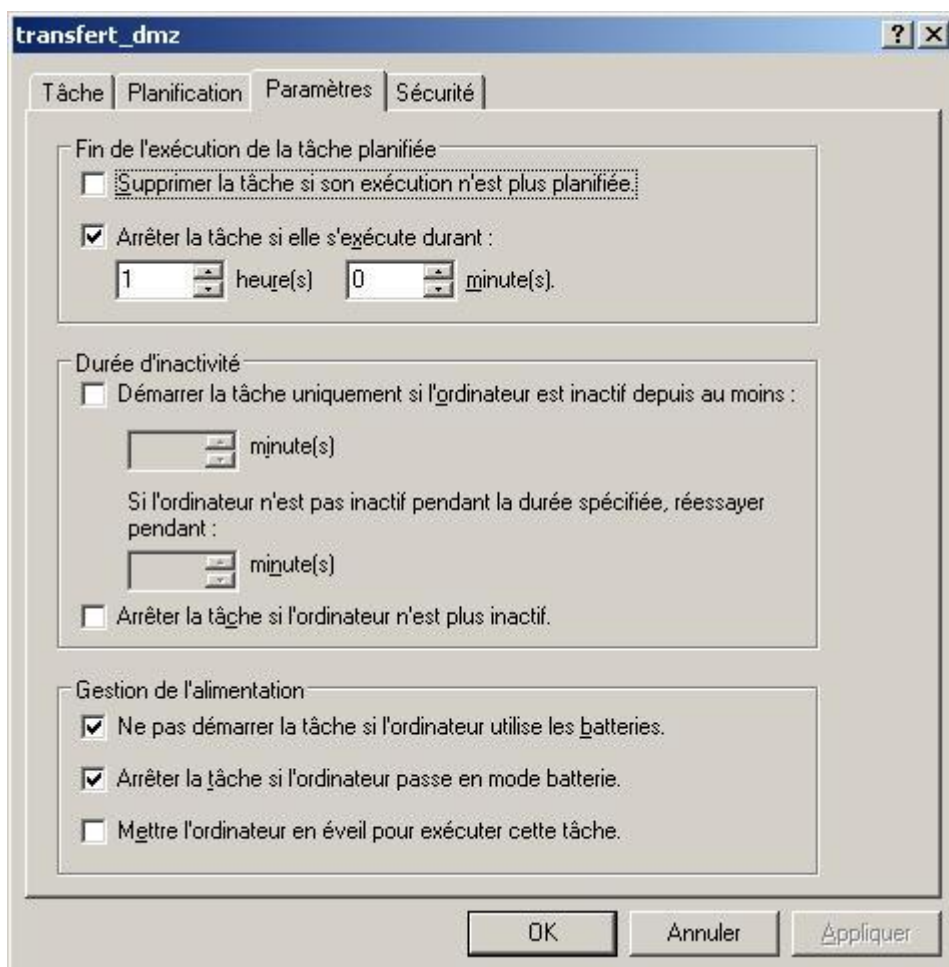 transfert_dmz
Tâche Planification Paramètres Sécurité
Fin de l'exécution de la tâche planifiée
Supprimer la tâche si son exécution n'est plus planifiée.
Arrêter la tâche si elle s'exécute durant :
1 heure(s) 0 minute(s).
Durée d'inactivité
Démarrer la tâche uniquement si l'ordinateur est inactif depuis au moins :
minute(s)
Si l'ordinateur n'est pas inactif pendant la durée spécifiée, réessayer
pendant :
minute(s)
Arrêter la tâche si l'ordinateur n'est plus inactif.
Gestion de l'alimentation
Ne pas démarrer la tâche si l'ordinateur utilise les batteries.
Arrêter la tâche si l'ordinateur passe en mode batterie.
Mettre l'ordinateur en éveil pour exécuter cette tâche.
OK Annuler Appliquer